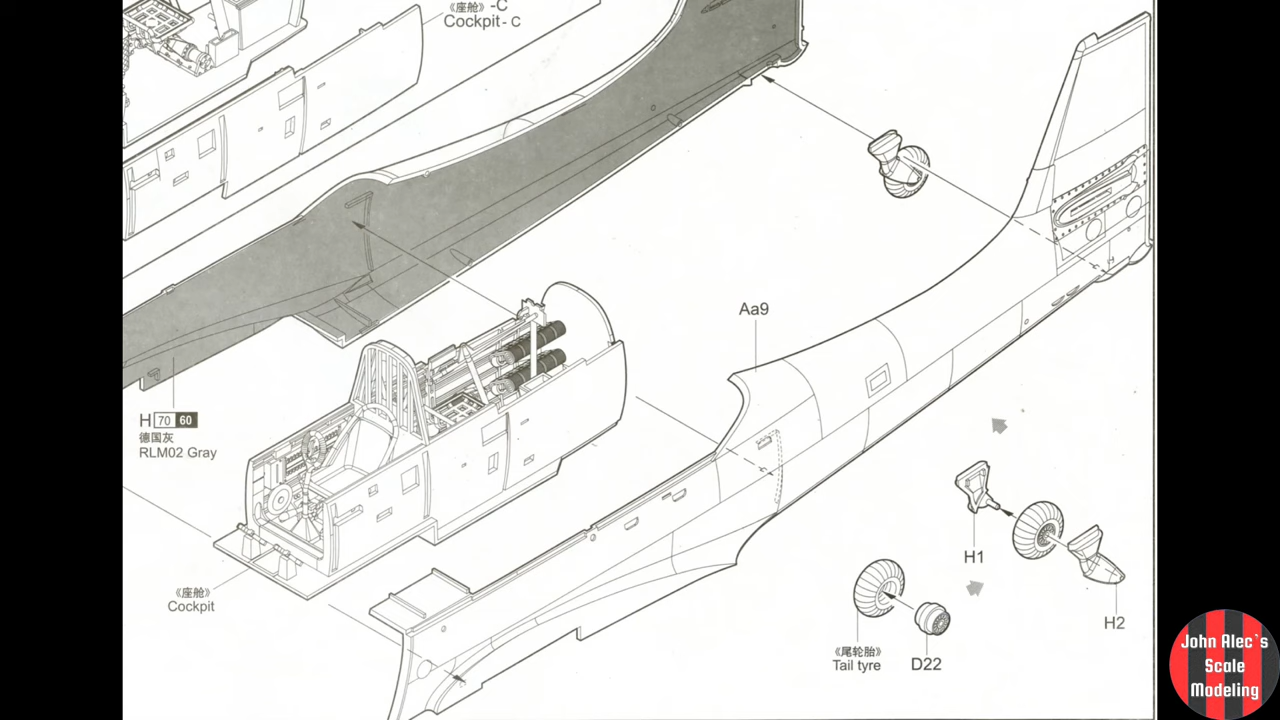 《座舱》-C
Cockpit-C
Aa9
H 70 60
德国灰
RLM02 Gray
《座舱》
Cockpit
H1
H2
《尾轮胎》
Tail tyre
D22
John Alec's
Scale
Modeling